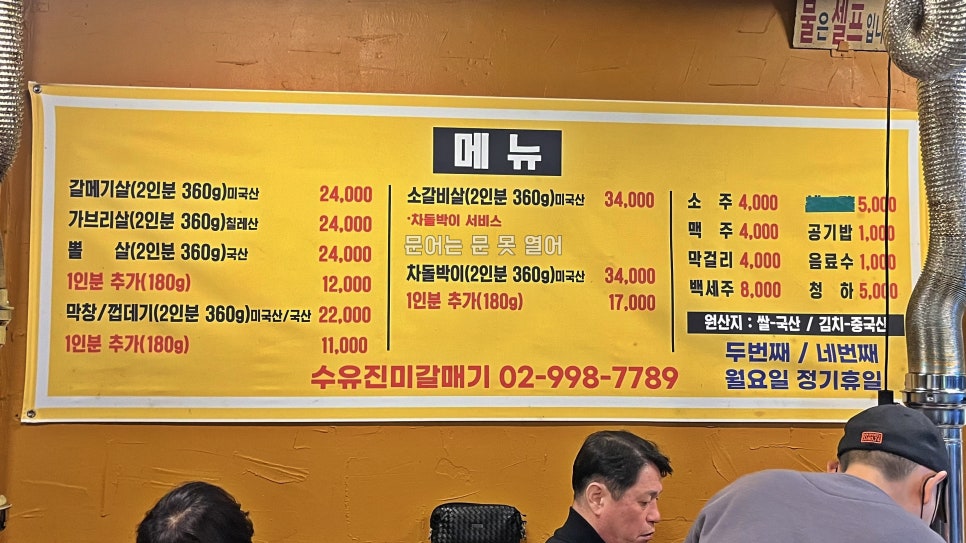 물은 셀프입니
메뉴
갈메기살(2인분 360g)미국산 24,000
가브리살(2인분 360g)칠레산 24,000
뽈 살(2인분 360g)국산 24,000
1인분 추가(180g) 12,000
막창/껍데기(2인분 360g)미국산/국산 22,000
1인분 추가(180g) 11,000
소갈비살(2인분 360g)미국산 34,000
·차돌박이 서비스
문어는 문 못 열어
차돌박이(2인분 360g)미국산 34,000
1인분 추가(180g) 17,000
소 주 4,000 5,000
맥 주 4,000 공기밥 1,000
막걸리 4,000 음료수 1,000
백세주 8,000 청 하 5,000
원산지 : 쌀-국산 / 김치-중국산
두번째 / 네번째
월요일 정기휴일
수유진미갈매기 02-998-7789